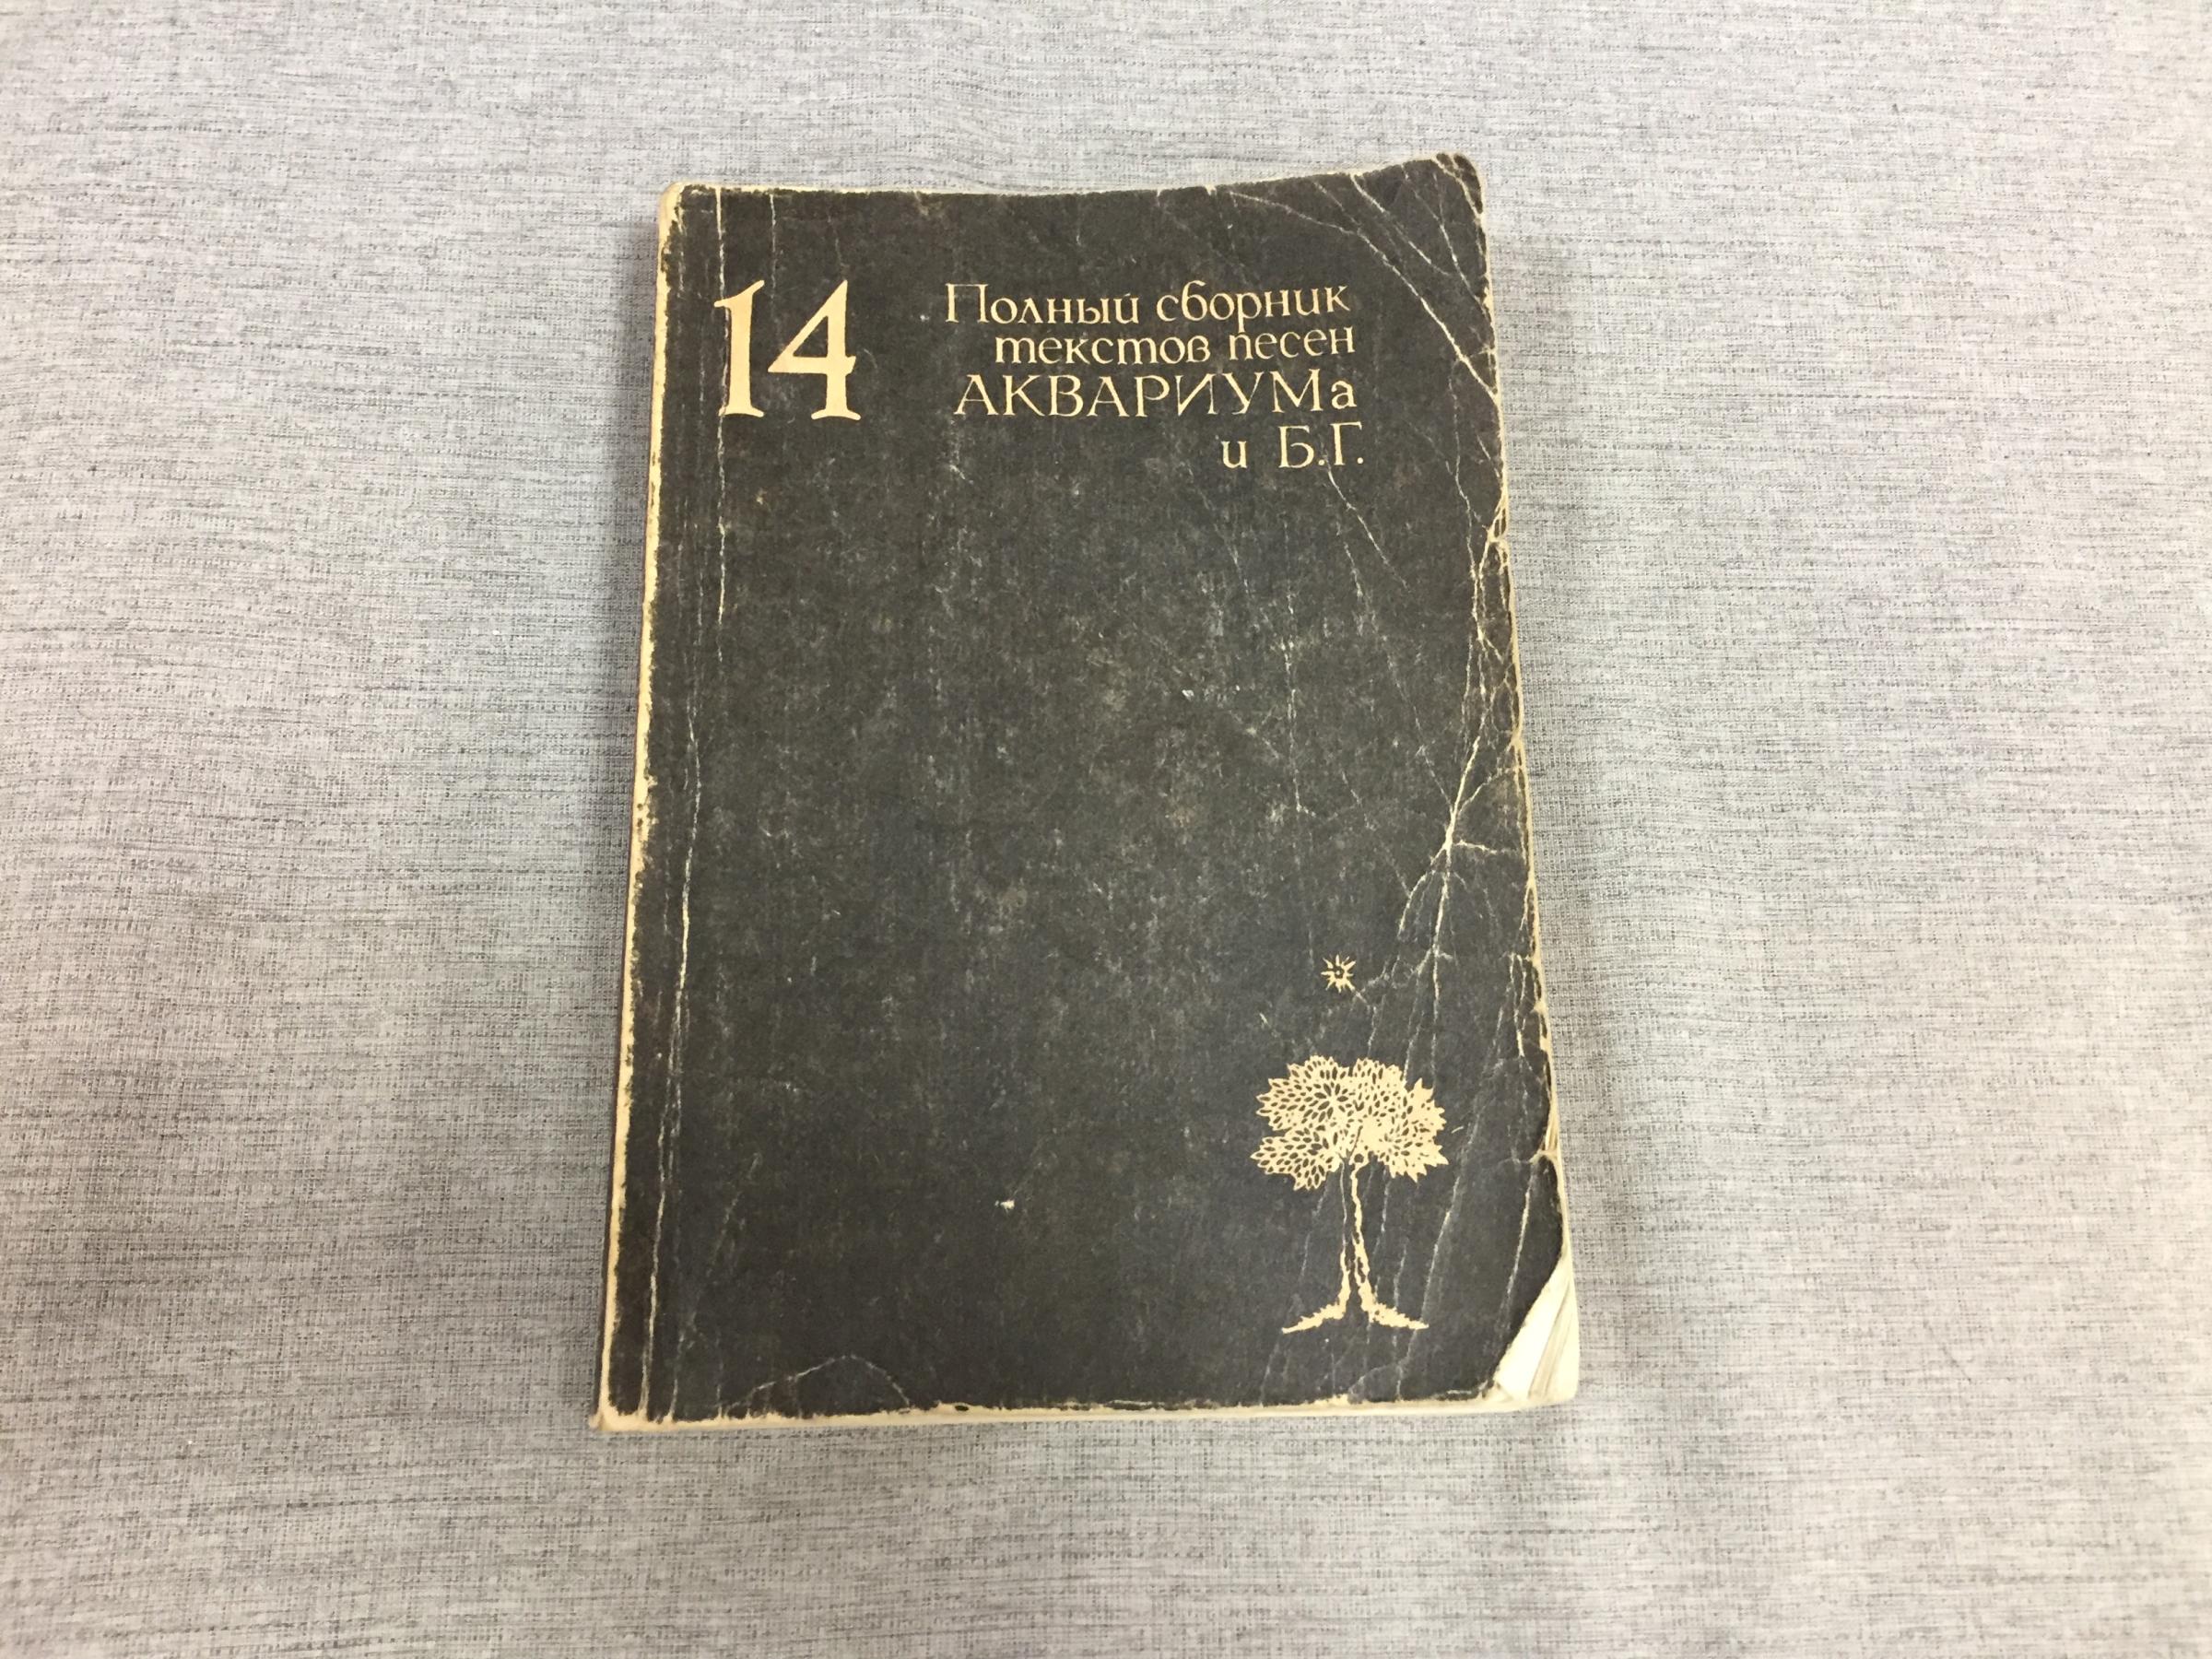 14
Полный сборник
текстов песен
АКВАРИУМа
и Б.Г.